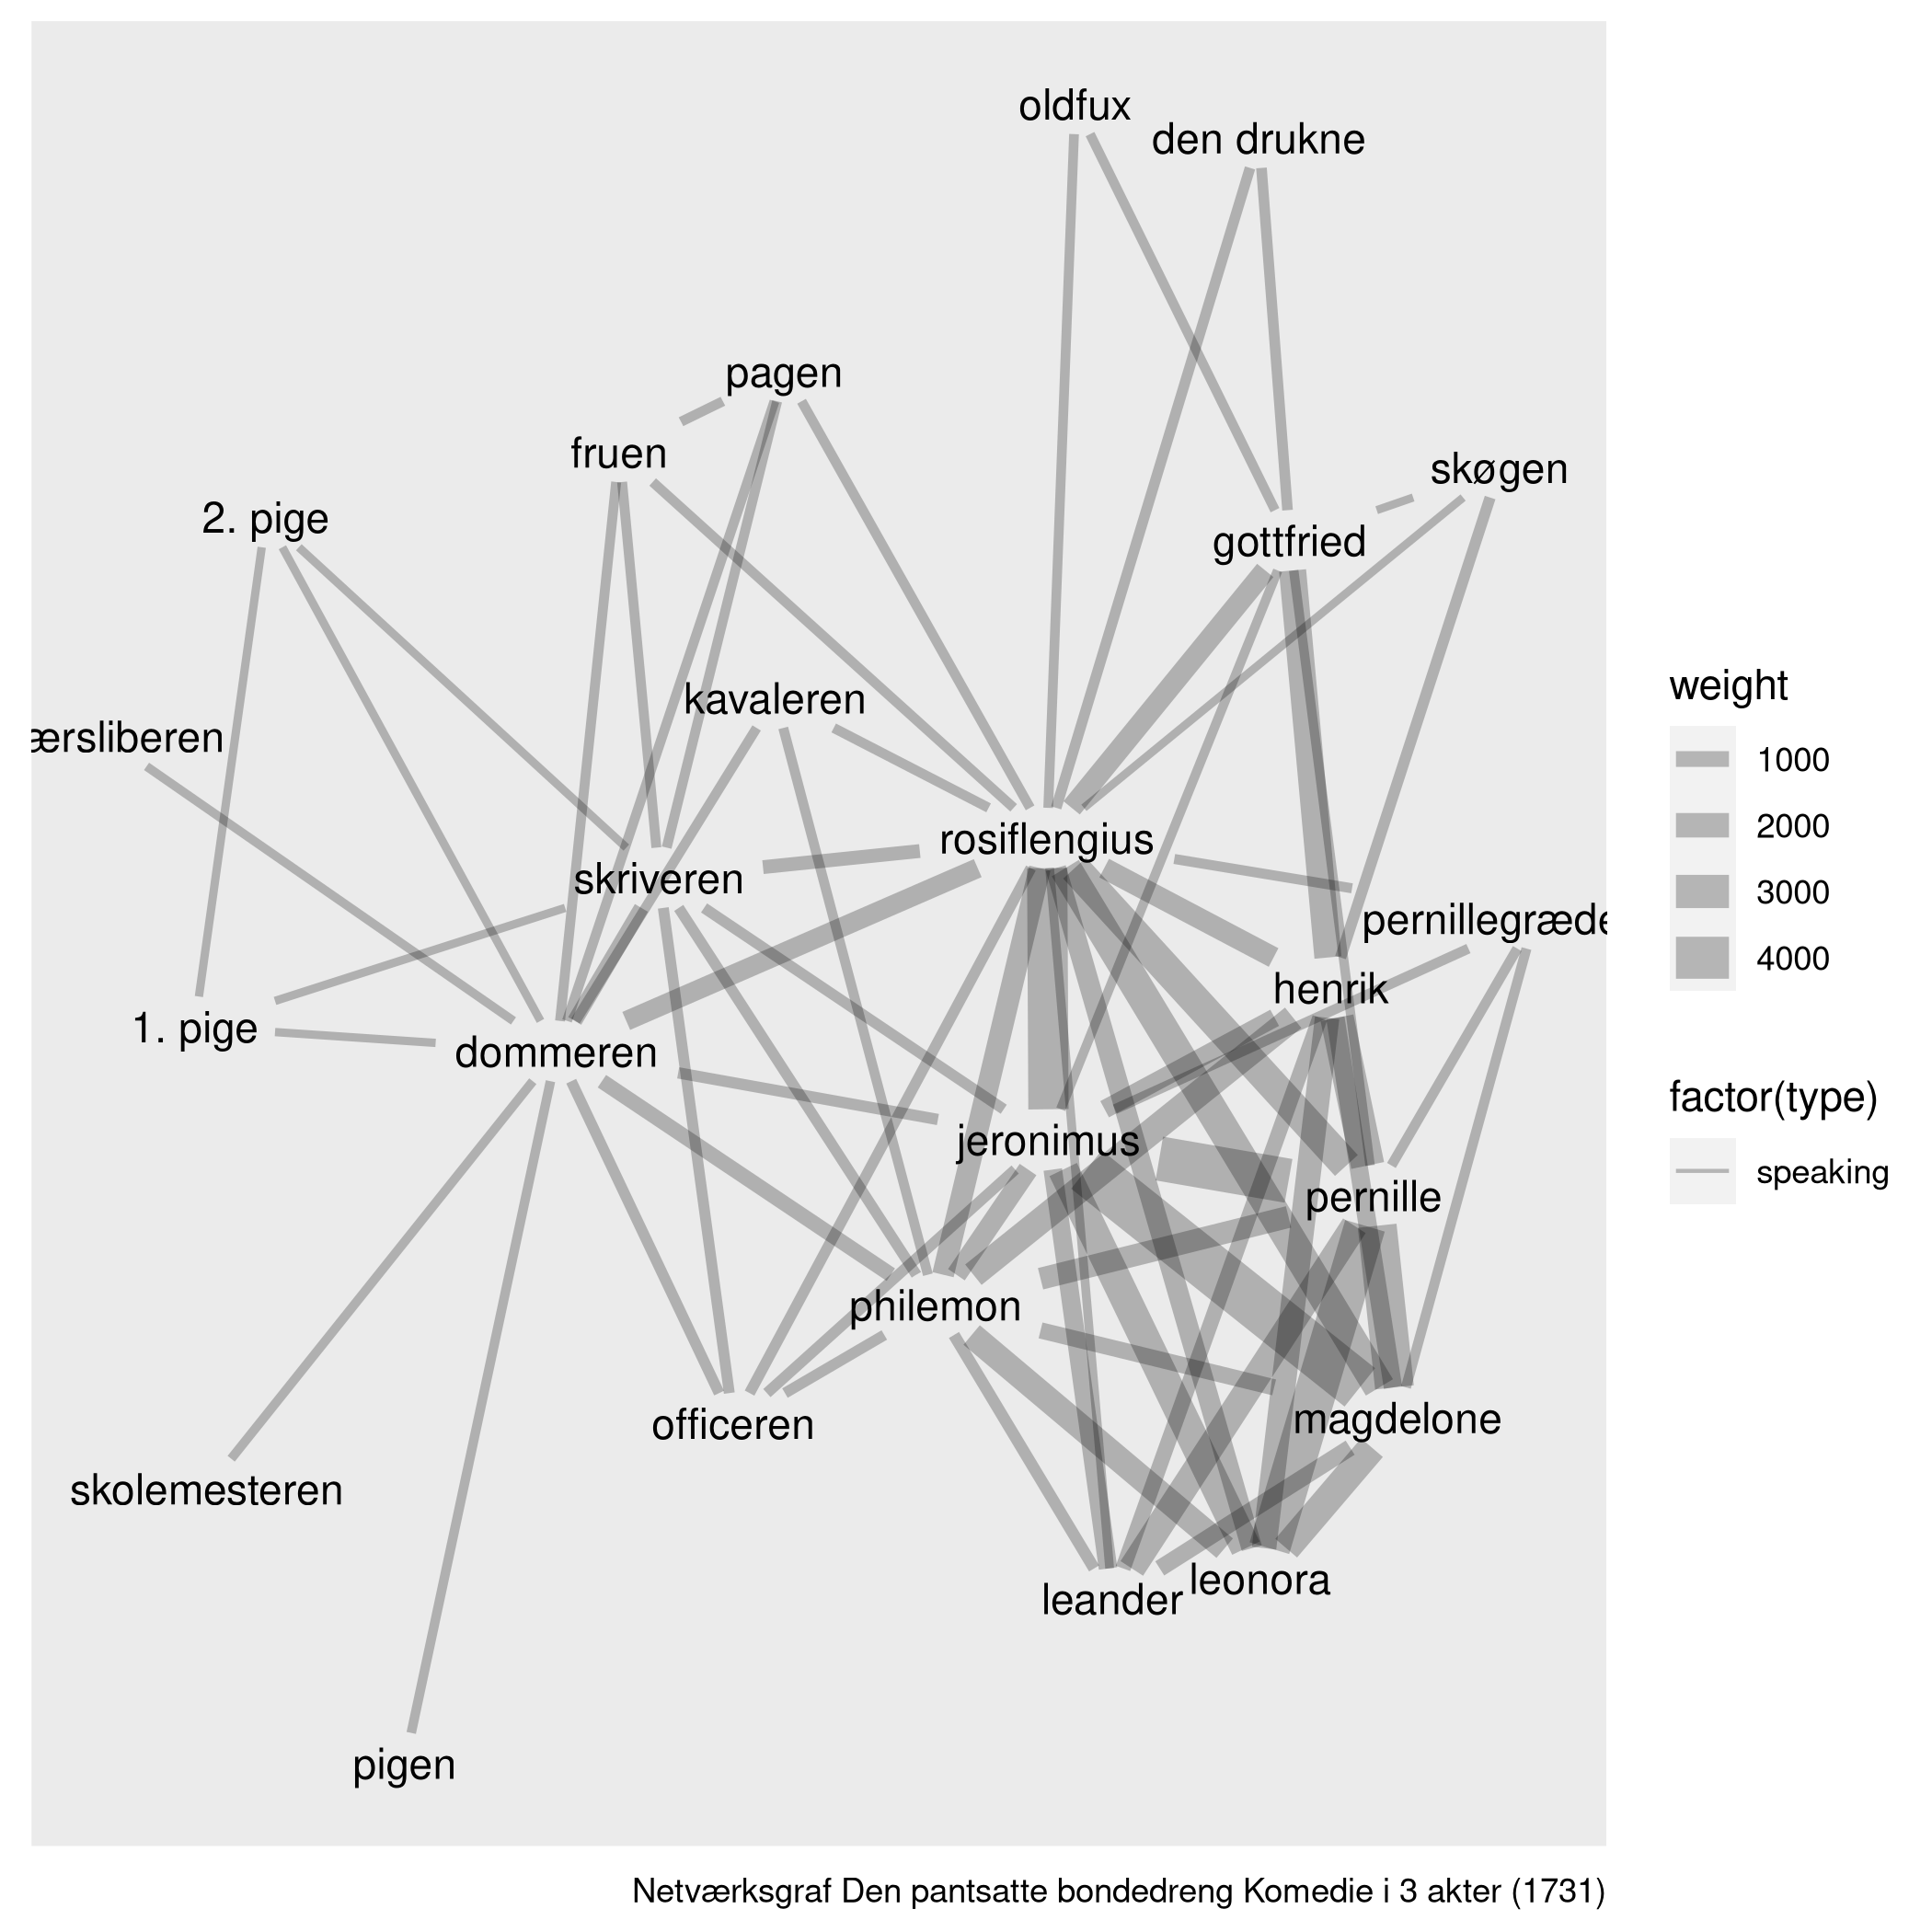 oldfux
den drukne
pagen
fruen
skøgen
2. pige
gottfried
kavaleren
ærsliberen
rosiflengius
skriveren
pernillegræde
henrik
1. pige
dommeren
jeronimus
pernille
philemon
magdelone
officeren
skolemesteren
leonora
leander
pigen
weight
1000
2000
3000
4000
factor(type)
speaking
Netværksgraf Den pantsatte bondedreng Komedie i 3 akter (1731)